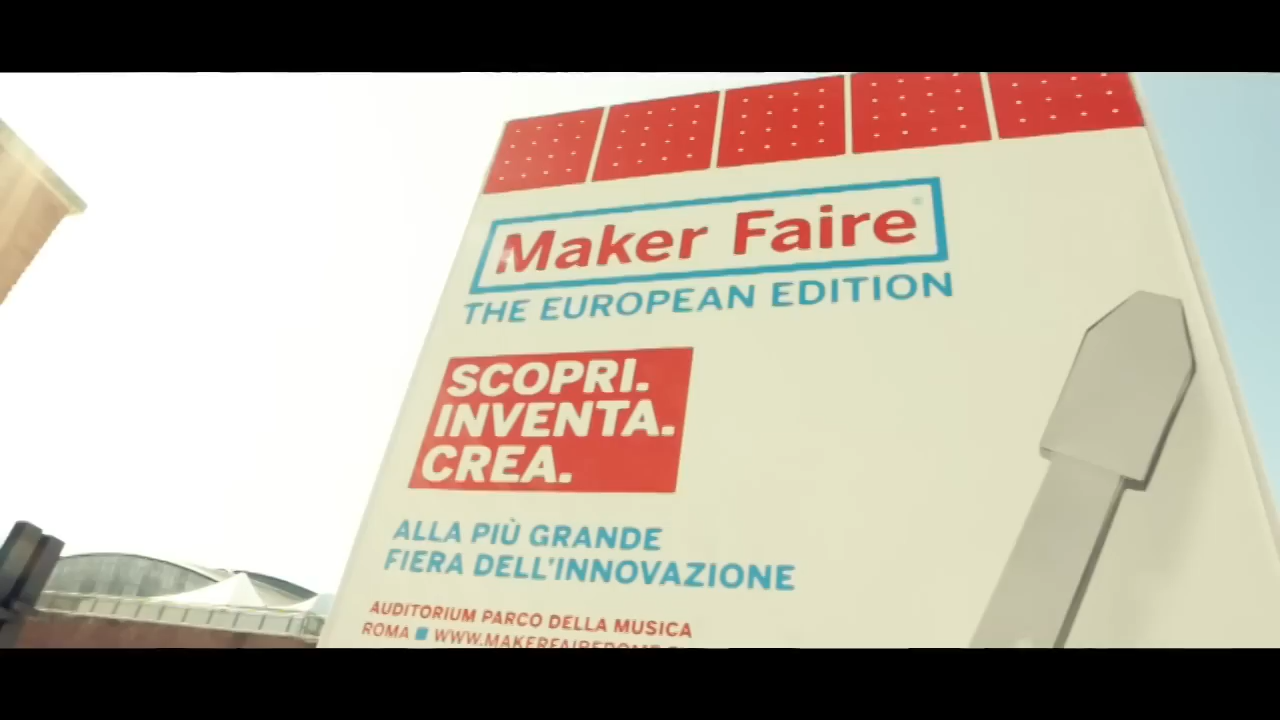 Maker Faire
THE EUROPEAN EDITION
SCOPRI.
INVENTA.
CREA.
ALLA PIÙ GRANDE
FIERA DELL'INNOVAZIONE
AUDITORIUM PARCO DELLA MUSICA
ROMA